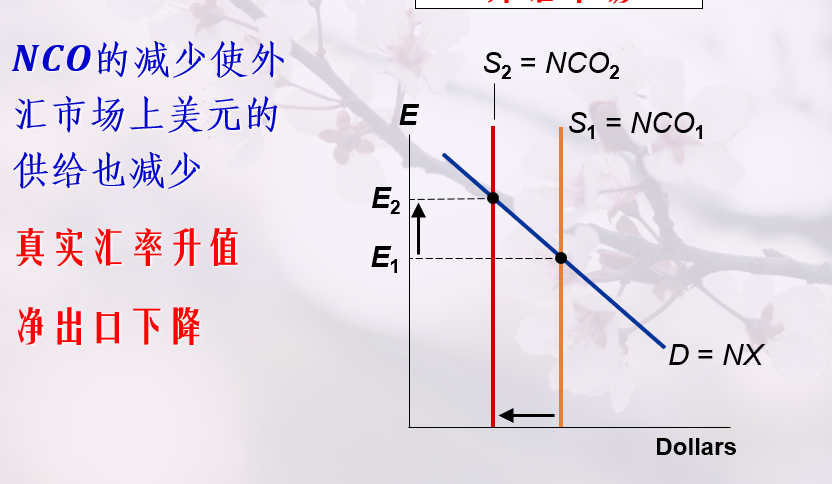 NCO的减少使外
汇市场上美元的
供给也减少
真实汇率升值
净出口下降
S₂ = NCO₂
E
S₁ = NCO₁
E₂
E₁
D = NX
Dollars